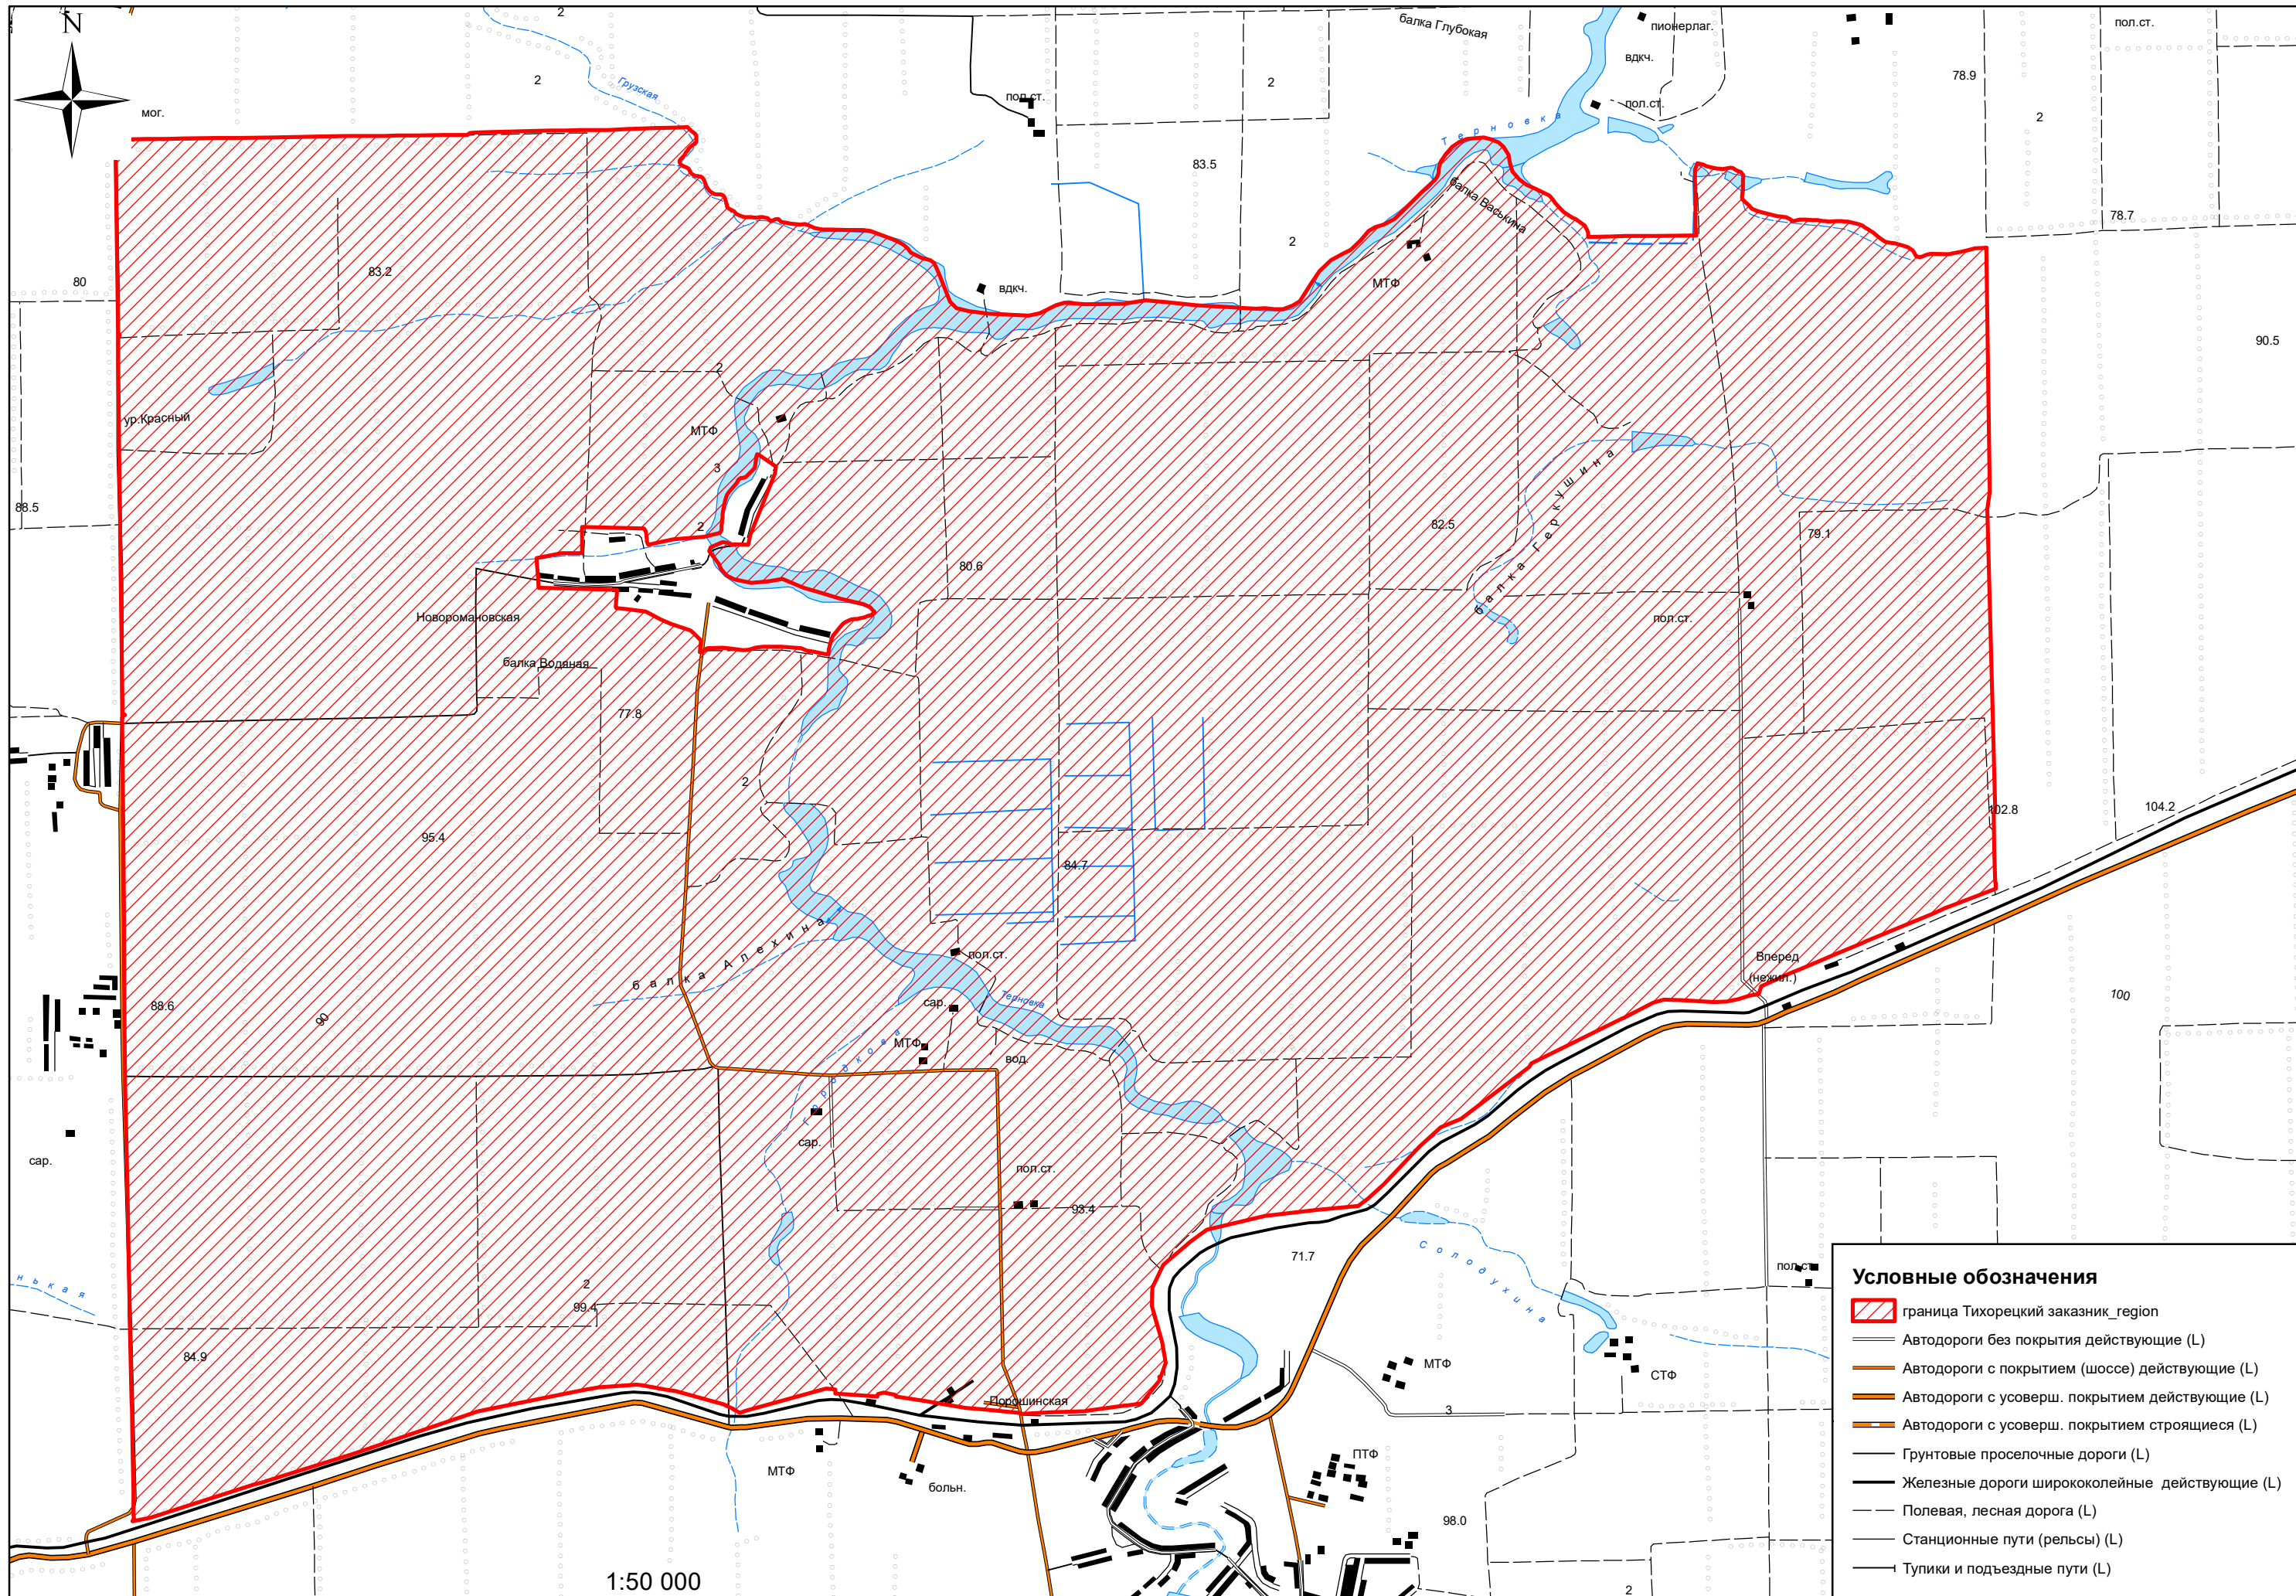 N
2
балка Глубокая
пионерлаг.
пол.ст.
вдкч.
2
Грузская
2
78.9
мог.
пол.ст.
пол.ст.
2
Терновка
83.5
балка Васькина
78.7
80
83.2
2
МТФ
вдкч.
90.5
2
ур.Красный
МТФ
3
88.5
2
82.5
балка Геркушина
79.1
80.6
Новоромановская
пол.ст.
балка Водяная
77.8
2
102.8
104.2
95.4
84.7
балка Алехина
пол.ст.
Вперед
(нежил.)
100
88.6
90
сар.
Терновка
МТФ
вод.
сар.
сар.
пол.ст.
93.4
71.7
Солодухина
пол.ст.
нькая
2
99.4
84.9
МТФ
СТФ
Порошинская
3
МТФ
больн.
ПТФ
98.0
2
1:50 000
Условные обозначения
граница Тихорецкий заказник_region
Автодороги без покрытия действующие (L)
Автодороги с покрытием (шоссе) действующие (L)
Автодороги с усоверш. покрытием действующие (L)
Автодороги с усоверш. покрытием строящиеся (L)
Грунтовые проселочные дороги (L)
Железные дороги ширококолейные действующие (L)
Полевая, лесная дорога (L)
Станционные пути (рельсы) (L)
Тупики и подъездные пути (L)